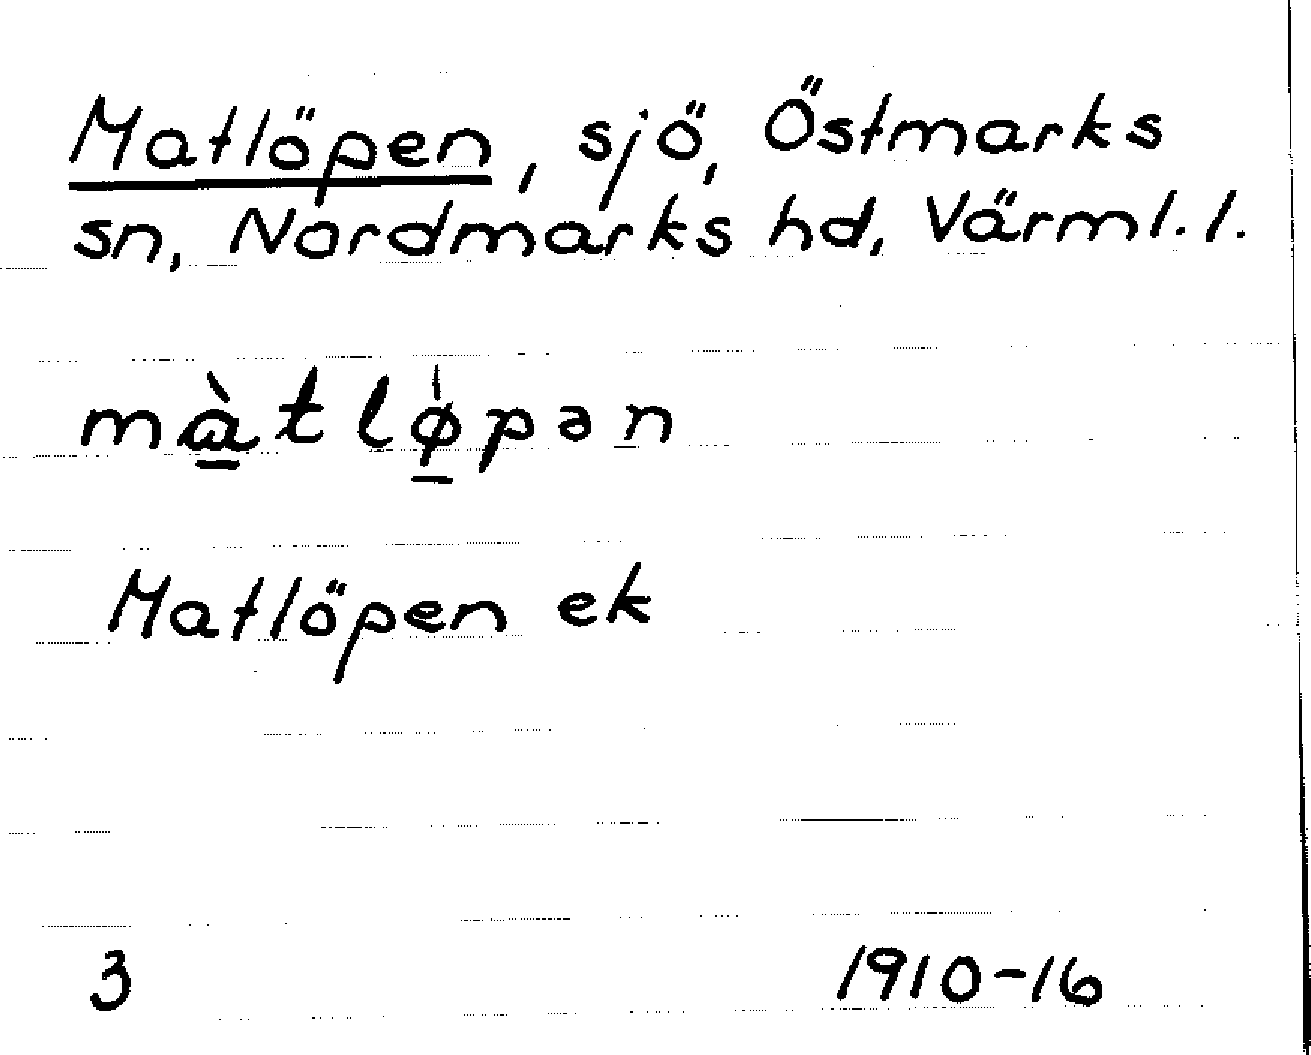 Matlöpen, sjö, Östmarks
sn, Nordmarks hd, Värml. l.
màtløpən
Matlöpen ek
3 1910-16